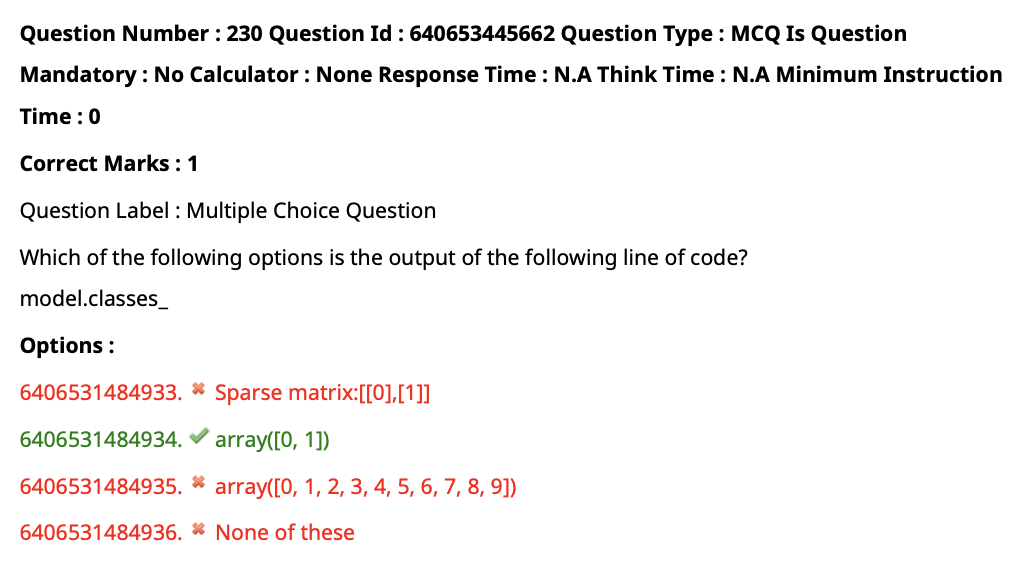 Question Number : 230 Question Id : 640653445662 Question Type : MCQ Is Question
Mandatory : No Calculator : None Response Time : N.A Think Time : N.A Minimum Instruction
Time : 0
Correct Marks : 1
Question Label : Multiple Choice Question
Which of the following options is the output of the following line of code?
model.classes_
Options :
6406531484933. ✖ Sparse matrix:[[0],[1]]
6406531484934. ✔ array([0, 1])
6406531484935. ✖ array([0, 1, 2, 3, 4, 5, 6, 7, 8, 9])
6406531484936. ✖ None of these